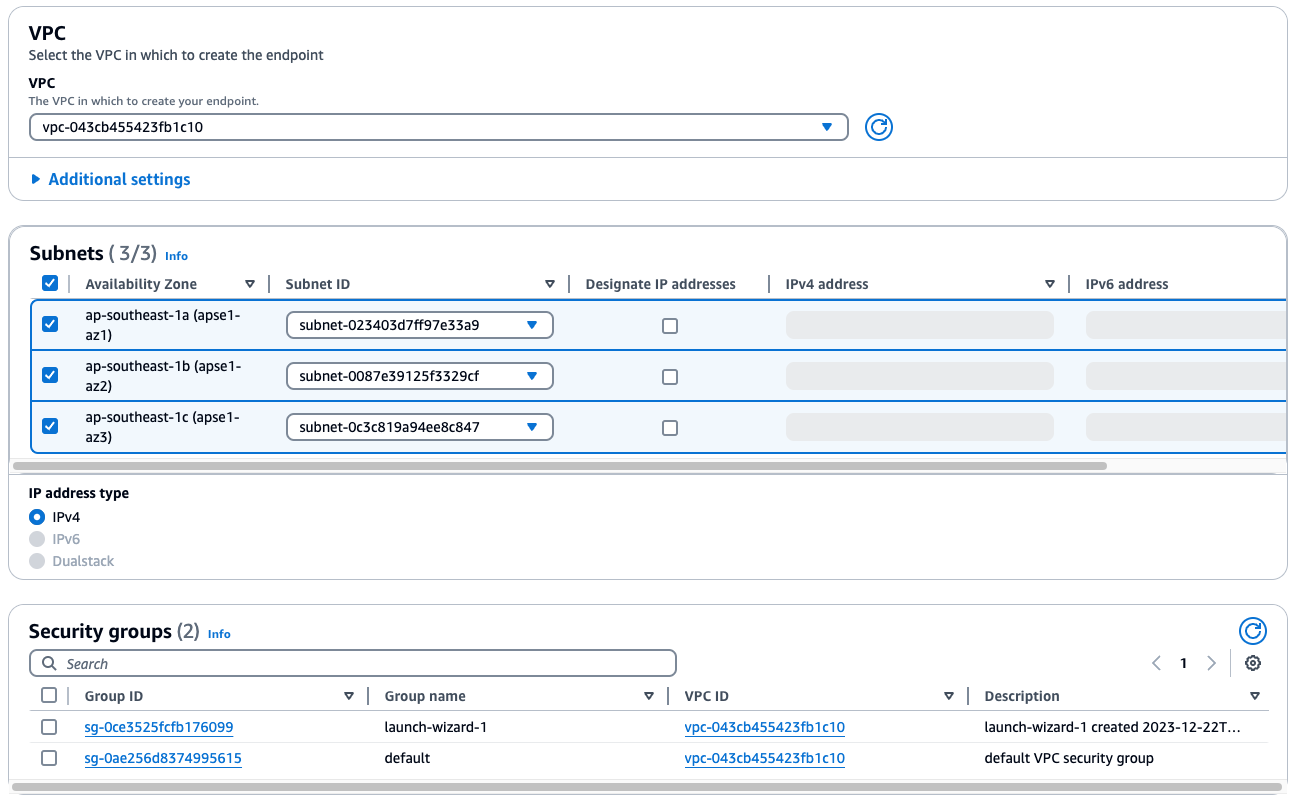 VPC
Select the VPC in which to create the endpoint
VPC
The VPC in which to create your endpoint.
vpc-043cb455423fb1c10
Additional settings
Subnets ( 3/3) Info
Availability Zone Subnet ID Designate IP addresses IPv4 address IPv6 address
ap-southeast-1a (apse1-
az1)
subnet-023403d7ff97e33a9
ap-southeast-1b (apse1-
az2)
subnet-0087e39125f3329cf
ap-southeast-1c (apse1-
az3)
subnet-0c3c819a94ee8c847
IP address type
IPv4
IPv6
Dualstack
Security groups (2) Info
Search
1
Group ID Group name VPC ID Description
sg-0ce3525fcfb176099 launch-wizard-1 vpc-043cb455423fb1c10 launch-wizard-1 created 2023-12-22T...
sg-0ae256d8374995615 default vpc-043cb455423fb1c10 default VPC security group